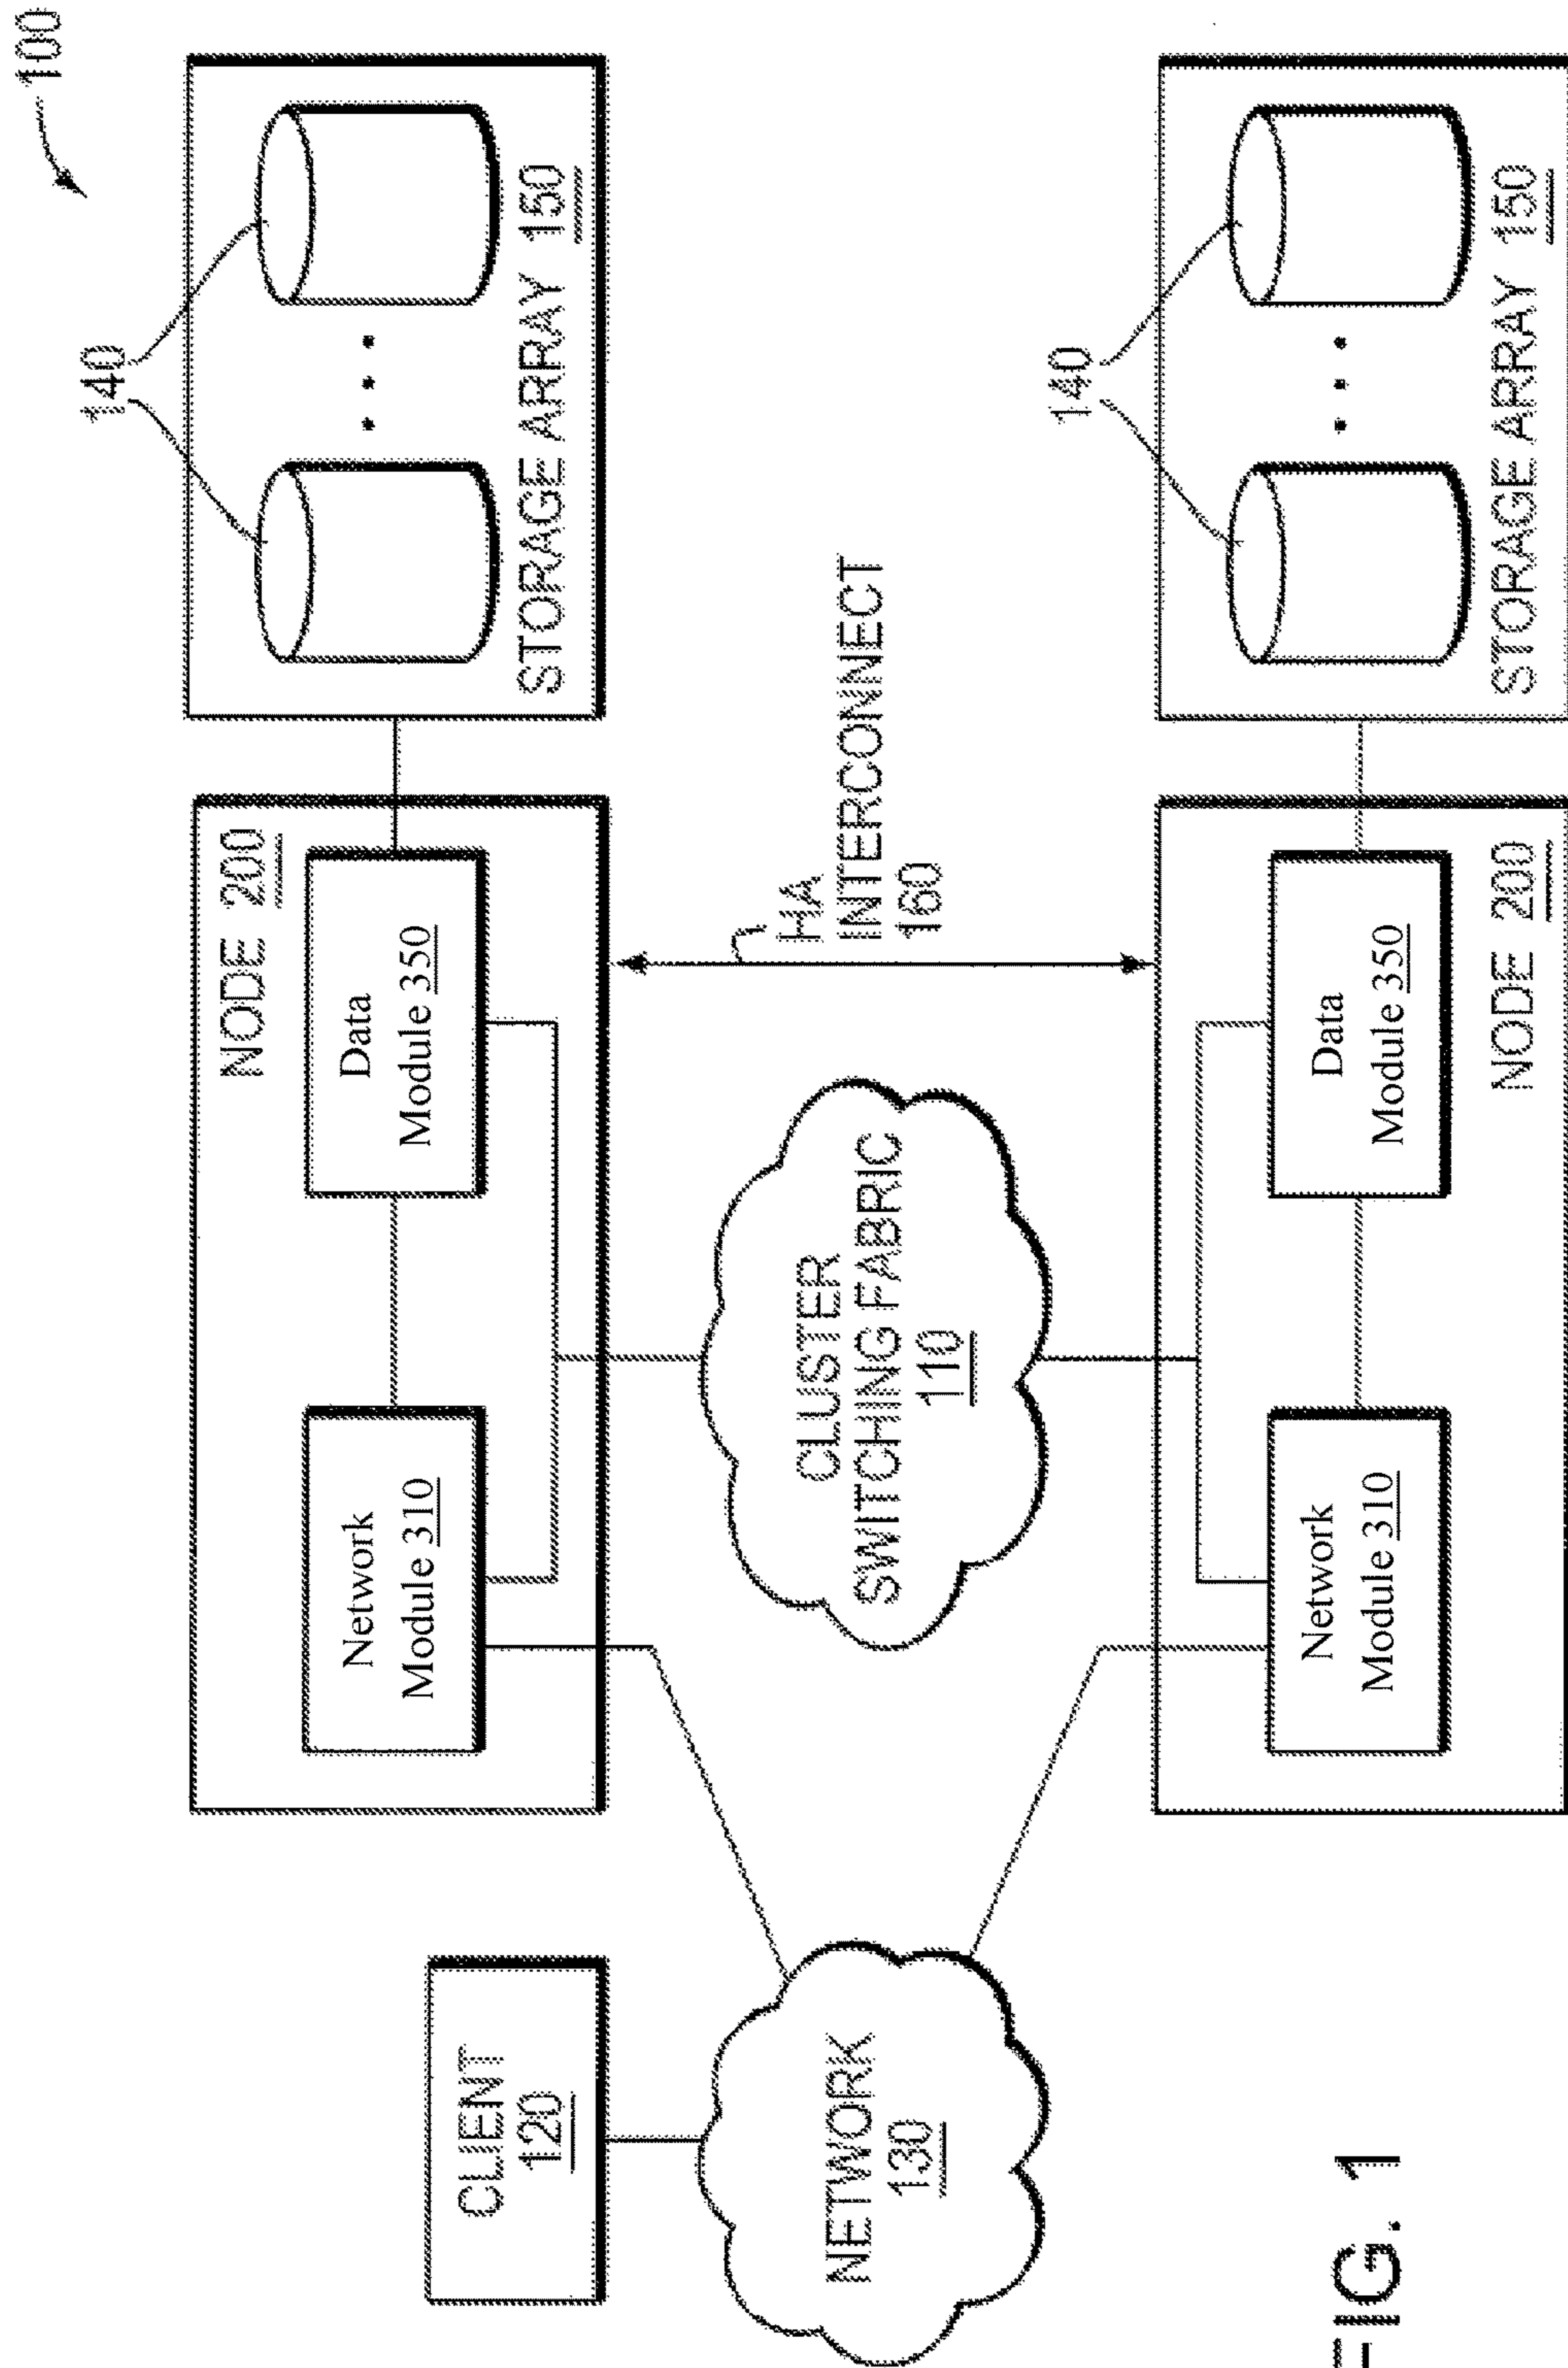 100
140
STORAGE ARRAY 150
NODE 200
Network
Module 310
Data
Module 350
CLIENT
120
NETWORK
130
CLUSTER
SWITCHING FABRIC
110
HA
INTERCONNECT
160
140
STORAGE ARRAY 150
Network
Module 310
Data
Module 350
NODE 200
FIG. 1